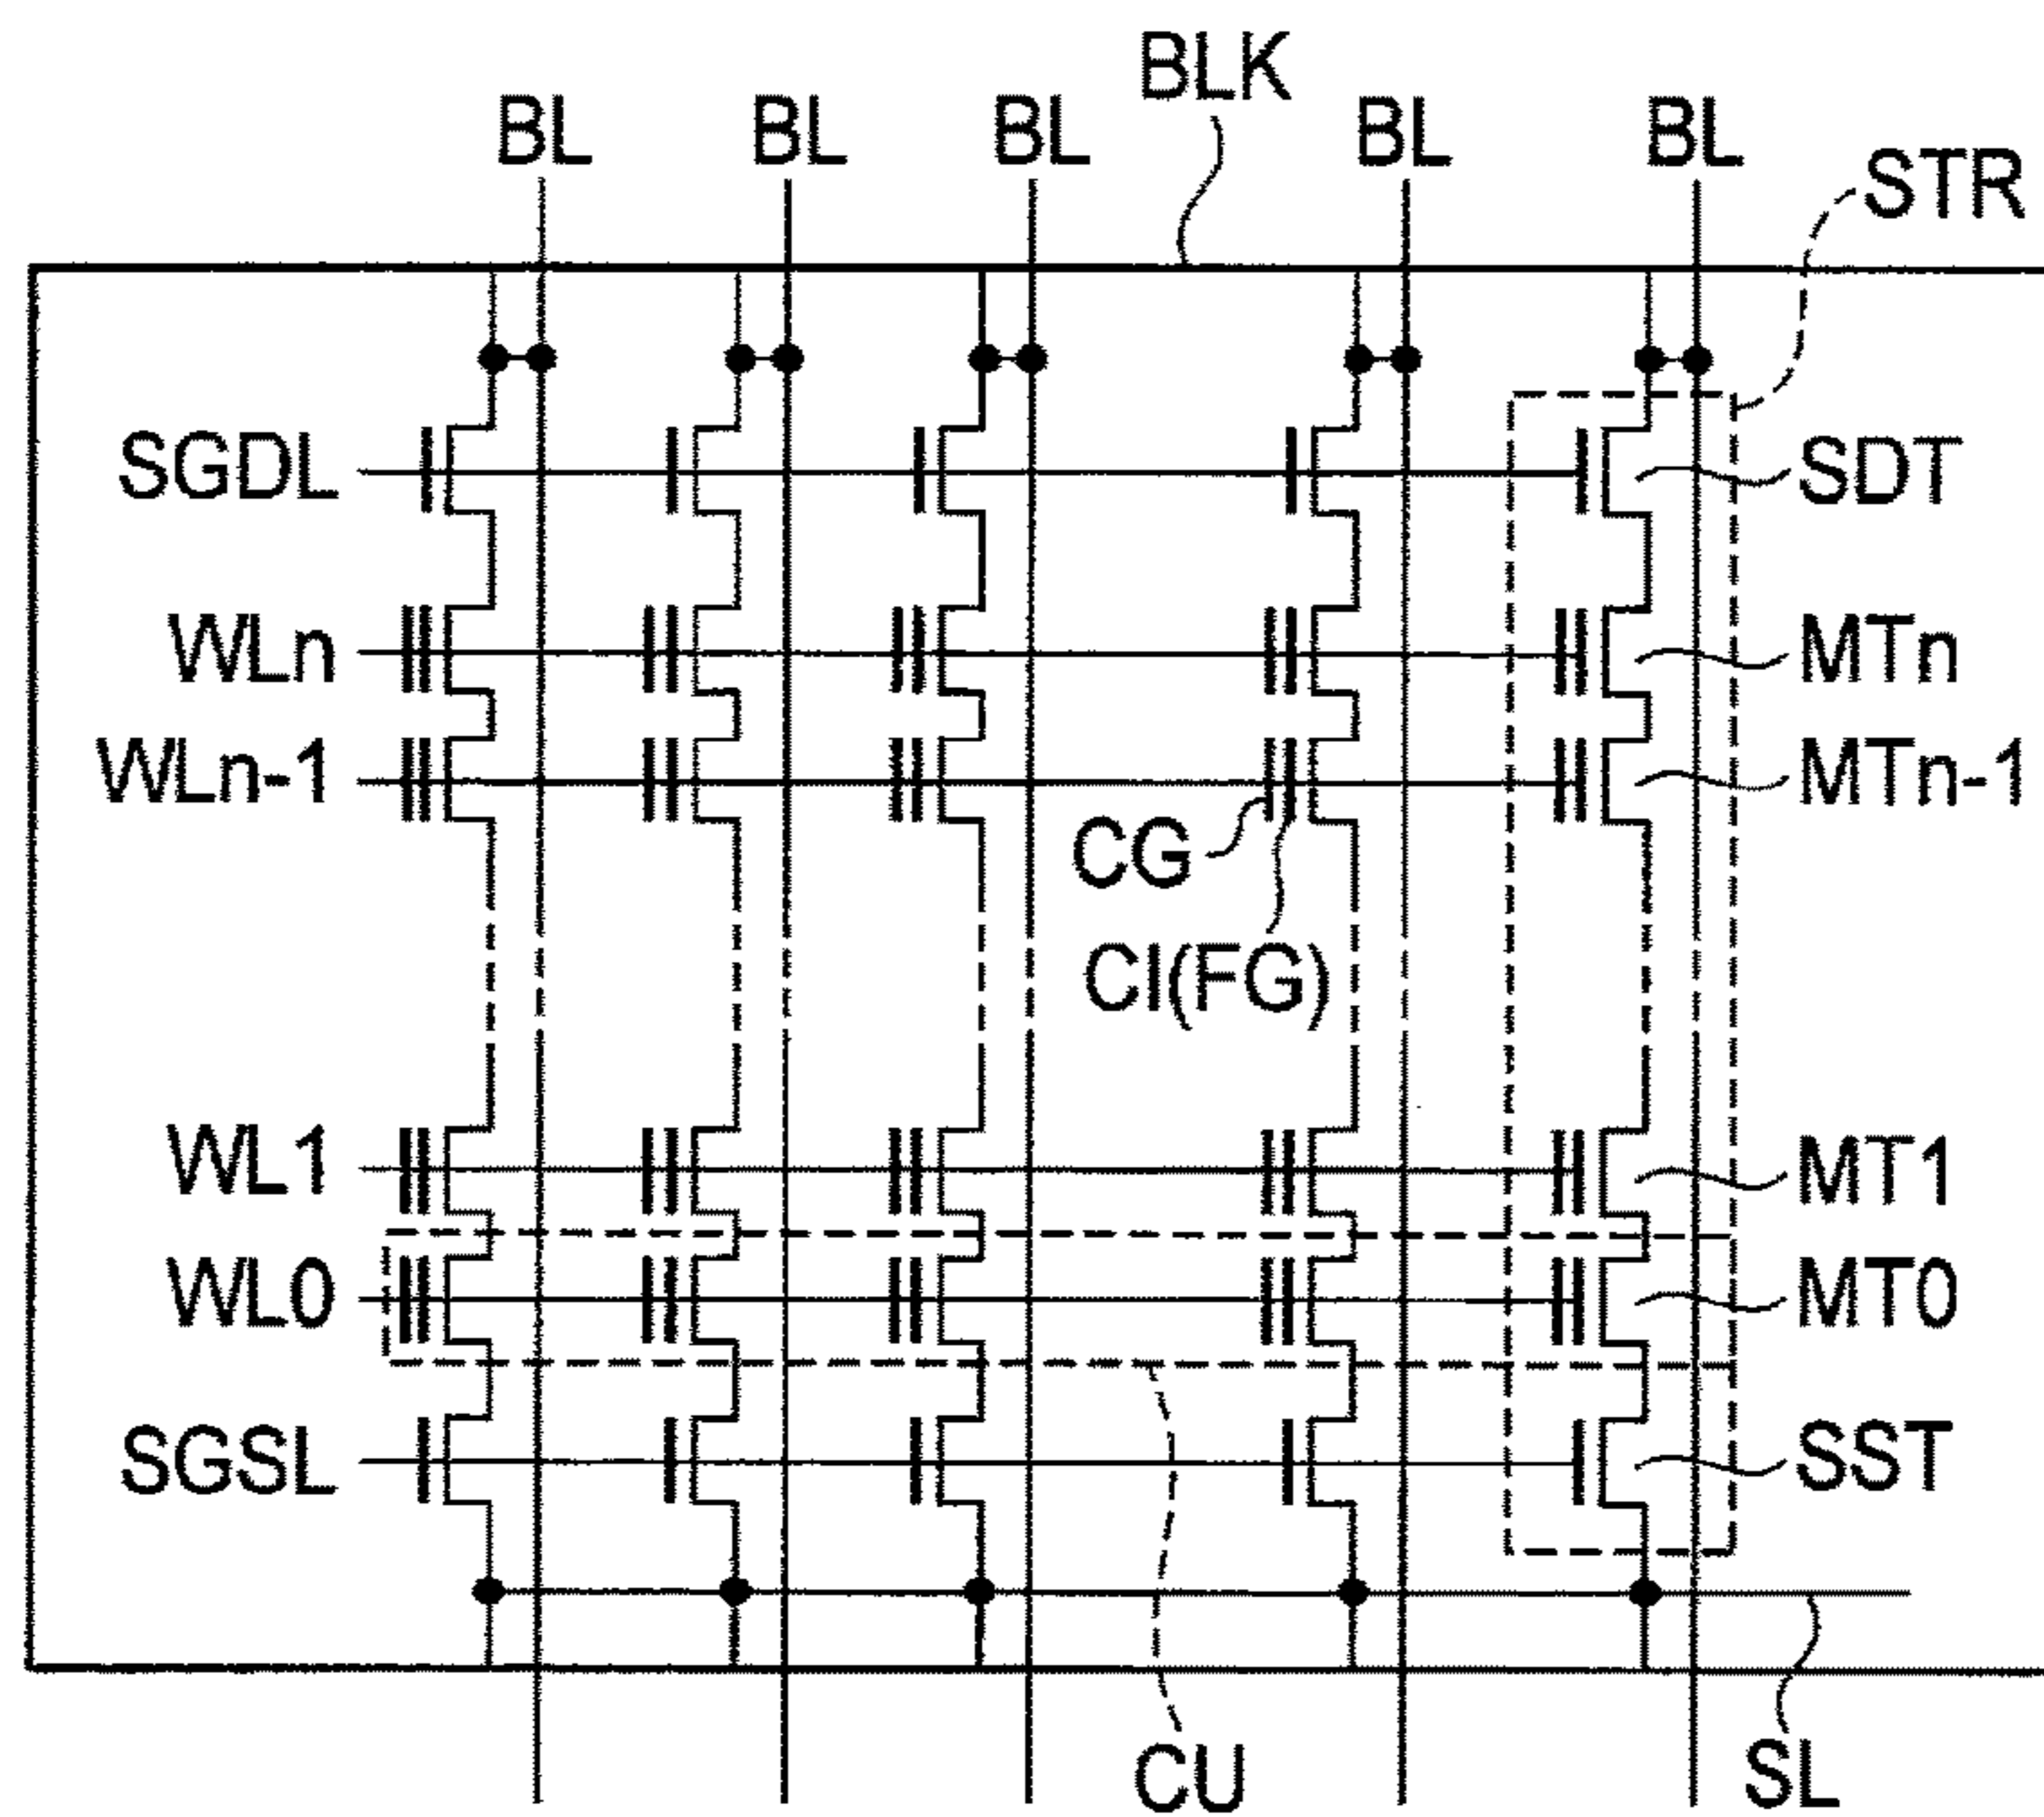 BLK
BL BL BL BL BL
STR
SGDL SDT
WLn MTn
WLn-1 MTn-1
CG
CI(FG)
WL1 MT1
WL0 MT0
SGSL SST
CU SL